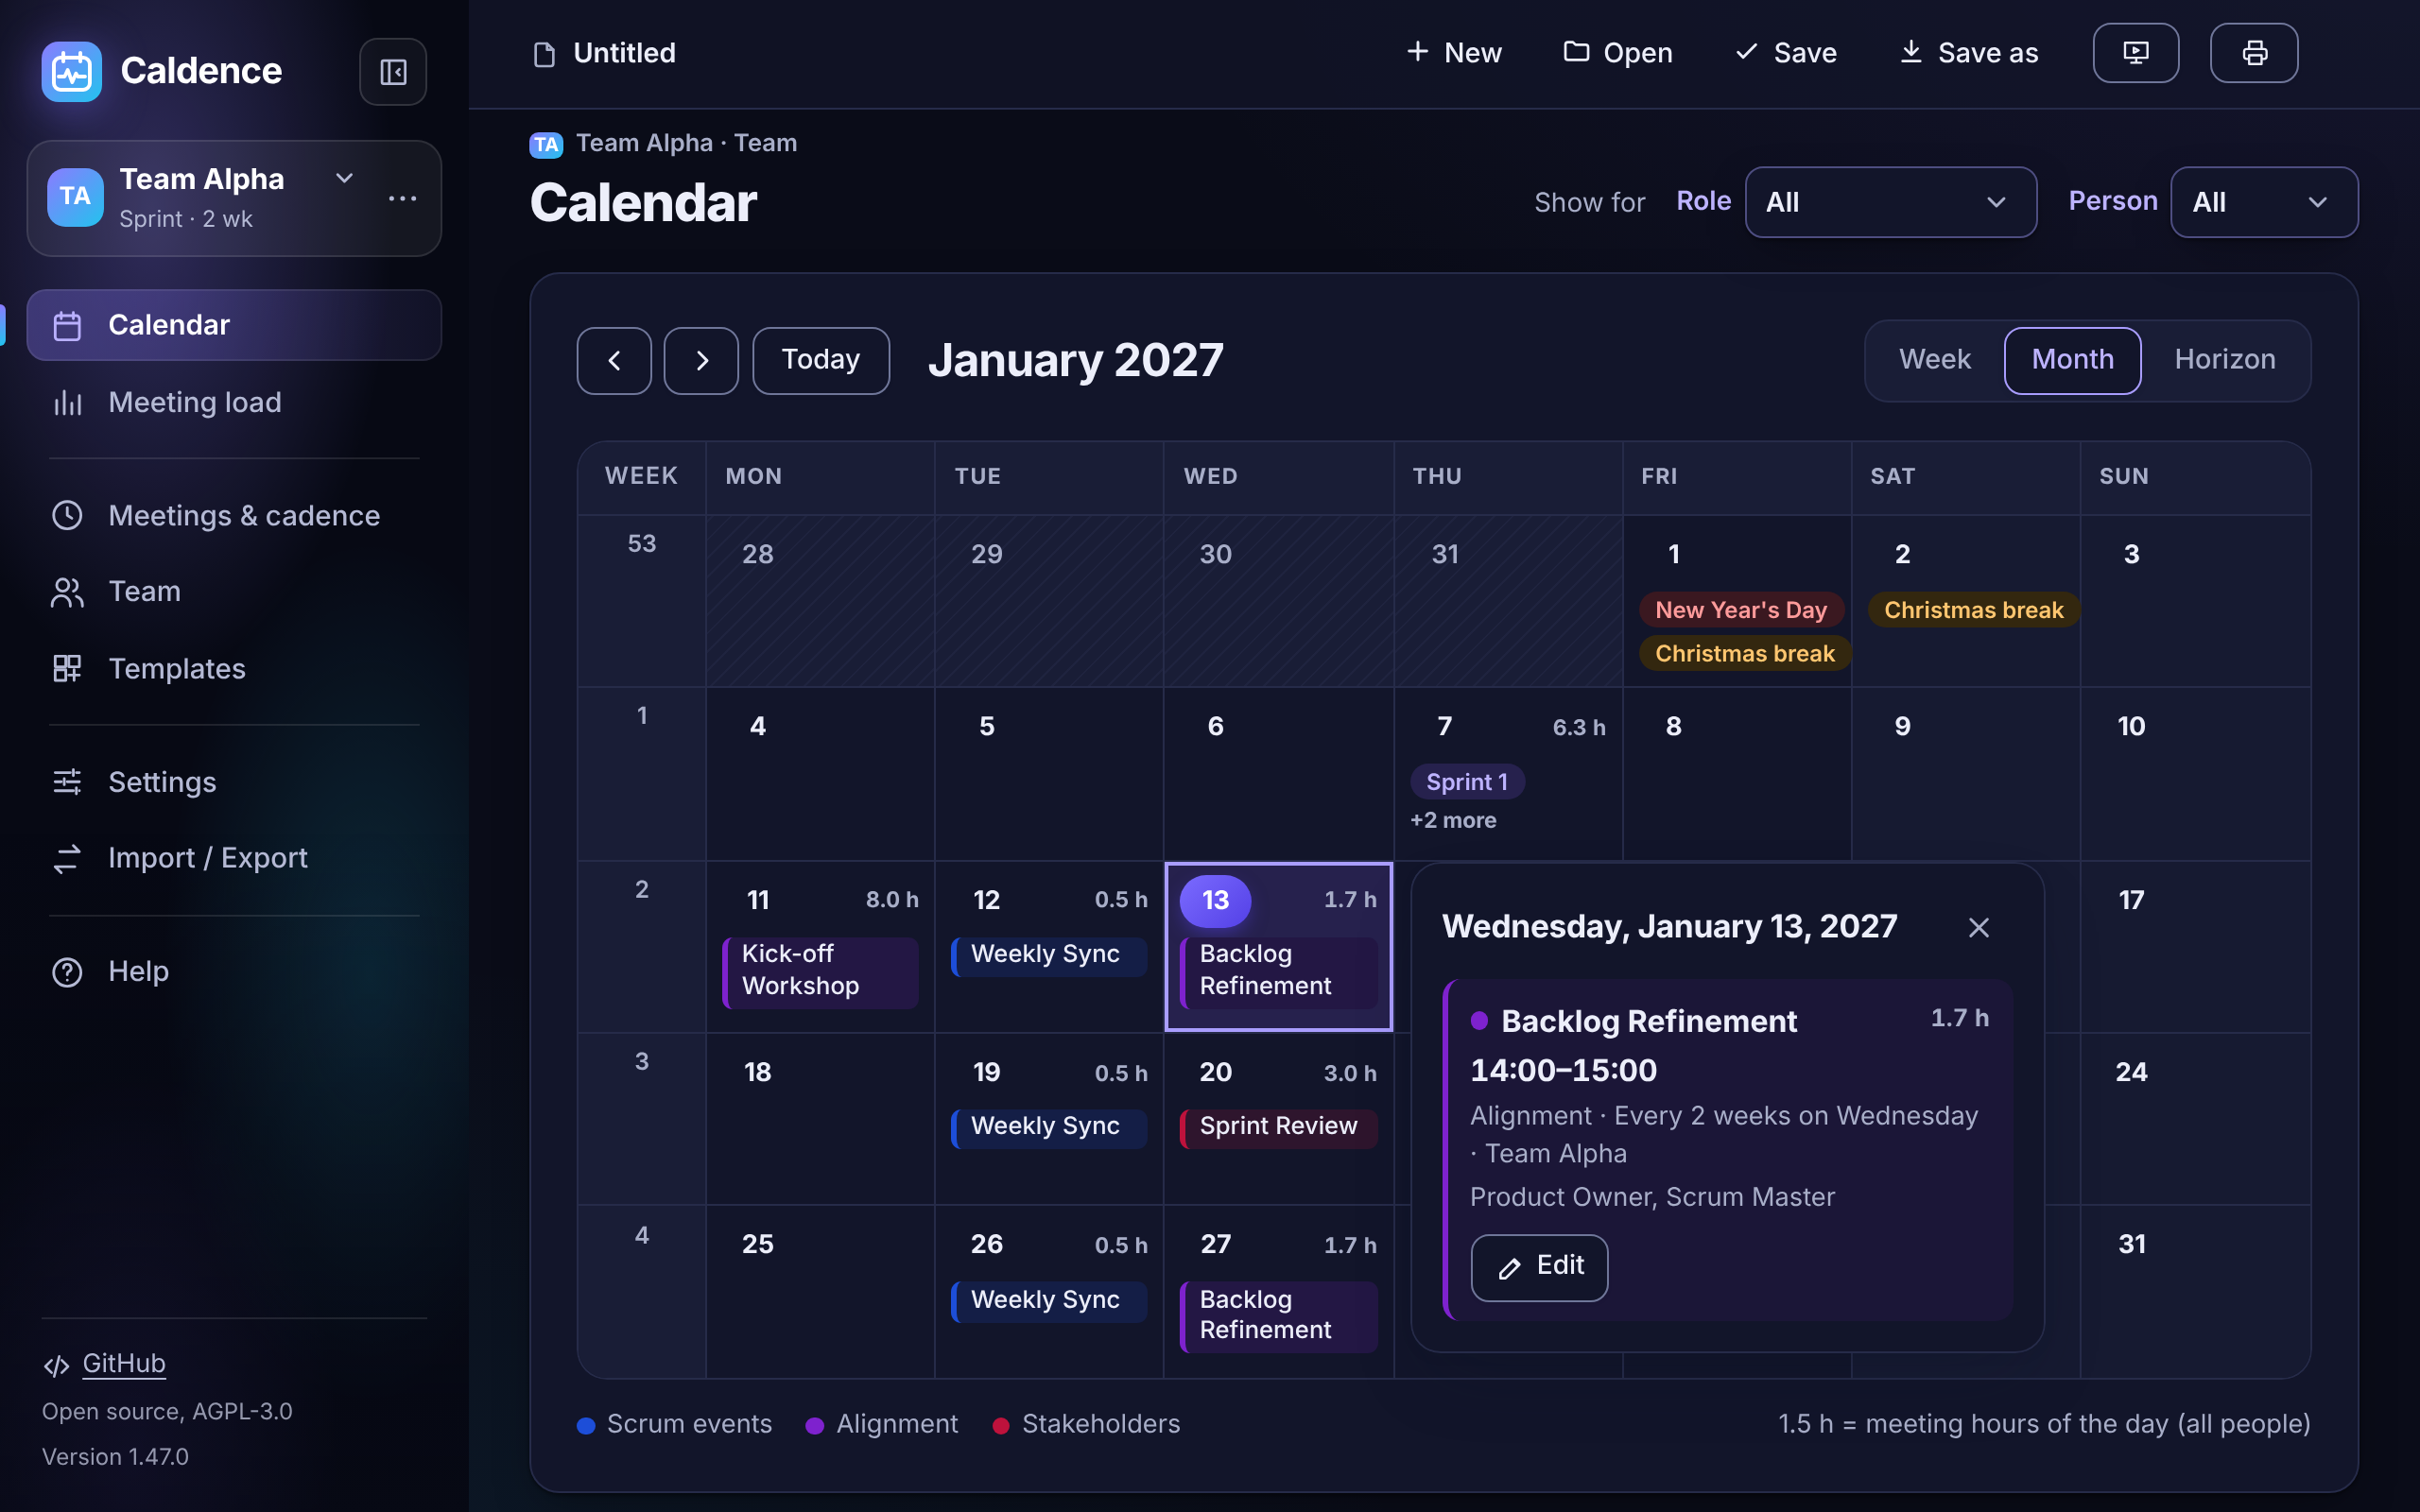 Caldence
TA
Team Alpha
Sprint · 2 wk
Calendar
Meeting load
Meetings & cadence
Team
Templates
Settings
Import / Export
Help
GitHub
Open source, AGPL-3.0
Version 1.47.0
Untitled
New
Open
Save
Save as
TA Team Alpha · Team
Calendar
Show for Role All Person All
Today January 2027
Week Month Horizon
WEEK MON TUE WED THU FRI SAT SUN
53 28 29 30 31 1 2 3
New Year's Day Christmas break
Christmas break
1 4 5 6 7 6.3 h 8 9 10
Sprint 1
+2 more
2 11 8.0 h 12 0.5 h 13 1.7 h 17
Kick-off Weekly Sync Backlog
Workshop Refinement
3 18 19 0.5 h 20 3.0 h 24
Weekly Sync Sprint Review
4 25 26 0.5 h 27 1.7 h 31
Weekly Sync Backlog
Refinement
Wednesday, January 13, 2027
Backlog Refinement 1.7 h
14:00–15:00
Alignment · Every 2 weeks on Wednesday
· Team Alpha
Product Owner, Scrum Master
Edit
Scrum events Alignment Stakeholders
1.5 h = meeting hours of the day (all people)